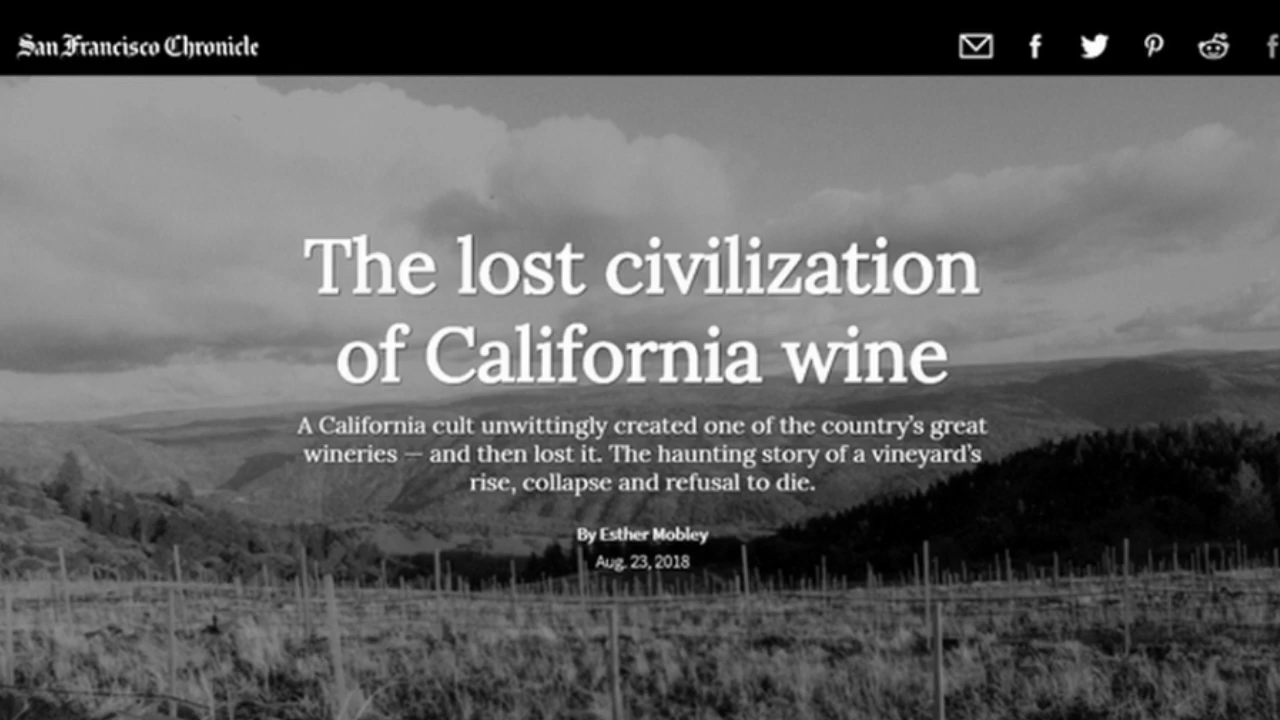 San Francisco Chronicle
The lost civilization
of California wine
A California cult unwittingly created one of the country’s great
wineries — and then lost it. The haunting story of a vineyard’s
rise, collapse and refusal to die.
By Esther Mobley
Aug. 23, 2018